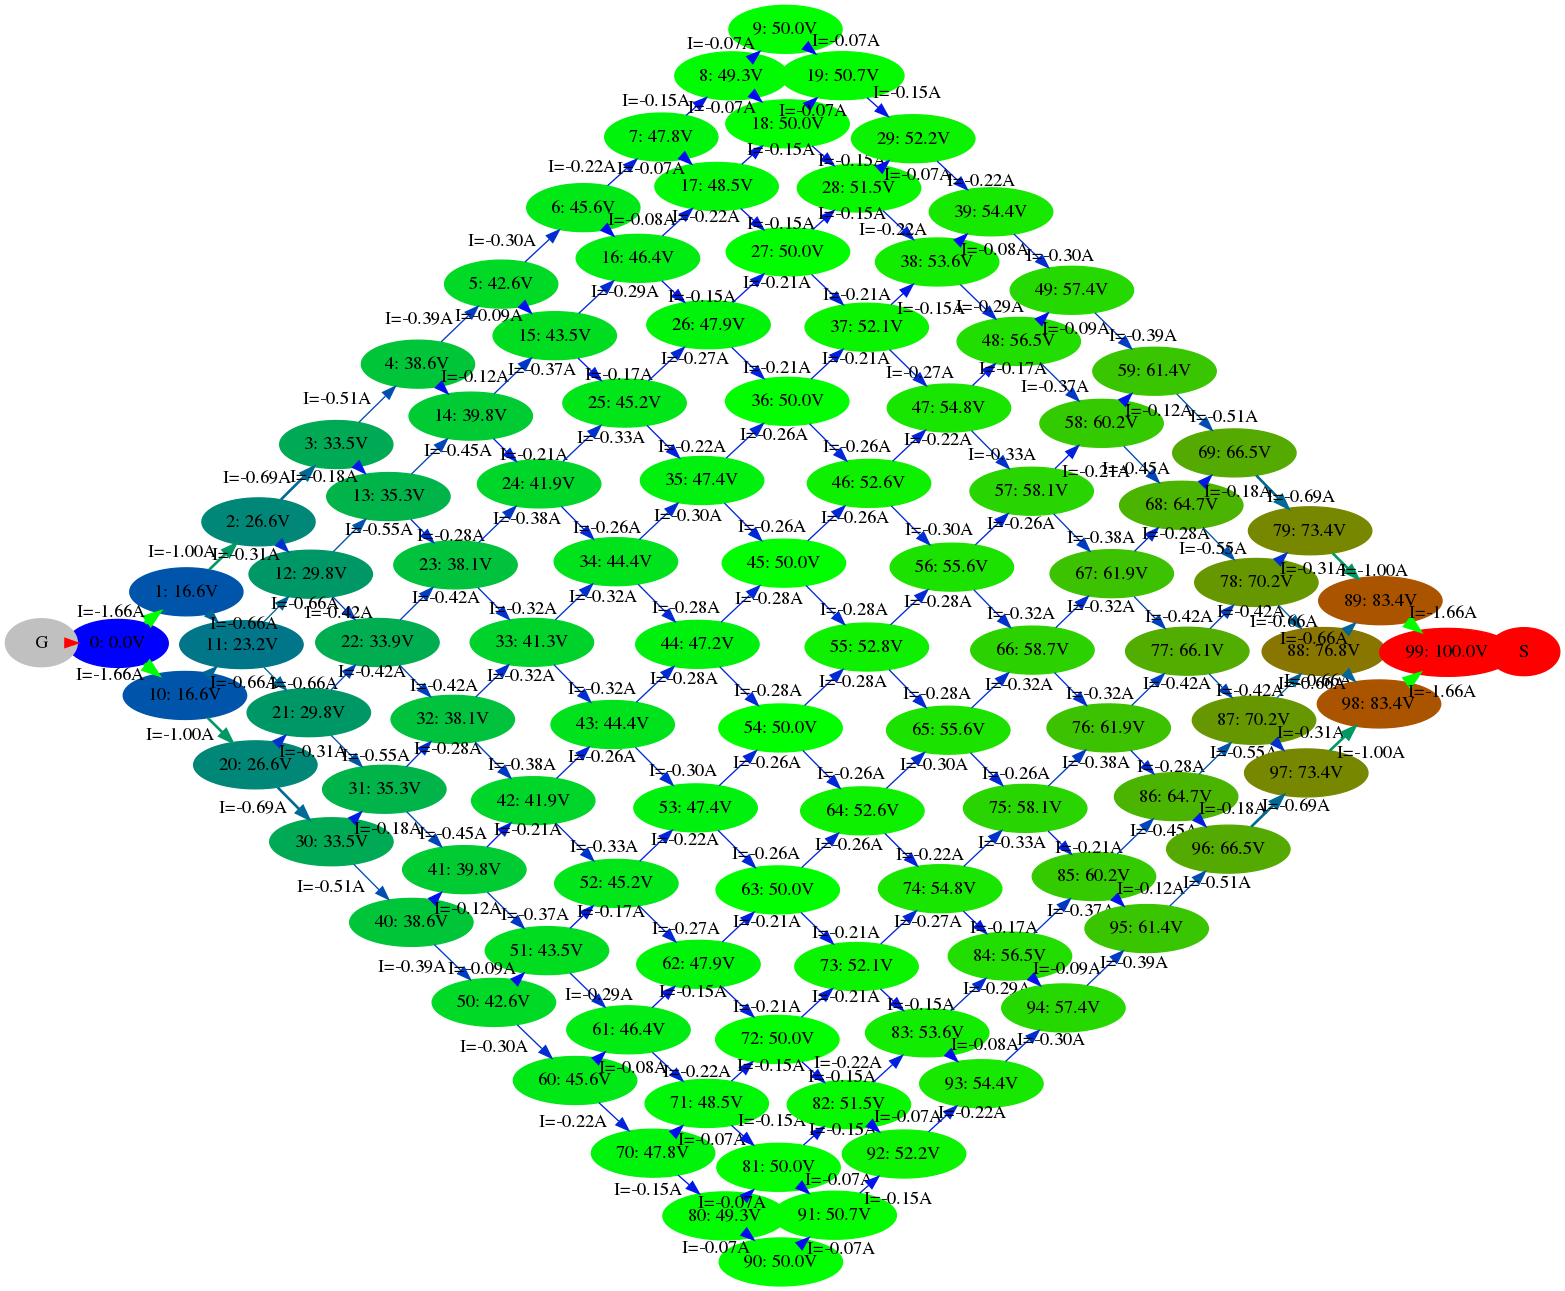 9: 50.0V
I=-0.07A
I=-0.07A
8: 49.3V
19: 50.7V
I=-0.15A
I=-0.07A
I=-0.07A
I=-0.15A
18: 50.0V
7: 47.8V
29: 52.2V
I=-0.22A
I=-0.07A
I=-0.15A
I=-0.15A
I=-0.07A
I=-0.22A
17: 48.5V
28: 51.5V
6: 45.6V
39: 54.4V
I=-0.30A
I=-0.08A
I=-0.22A
I=-0.15A
I=-0.15A
I=-0.22A
I=-0.08A
I=-0.30A
16: 46.4V
27: 50.0V
38: 53.6V
5: 42.6V
49: 57.4V
I=-0.39A
I=-0.09A
I=-0.29A
I=-0.15A
I=-0.21A
I=-0.21A
I=-0.15A
I=-0.29A
I=-0.09A
I=-0.39A
15: 43.5V
26: 47.9V
37: 52.1V
48: 56.5V
4: 38.6V
59: 61.4V
I=-0.51A
I=-0.12A
I=-0.37A
I=-0.17A
I=-0.27A
I=-0.21A
I=-0.21A
I=-0.27A
I=-0.17A
I=-0.37A
I=-0.12A
I=-0.51A
14: 39.8V
25: 45.2V
36: 50.0V
47: 54.8V
58: 60.2V
3: 33.5V
69: 66.5V
I=-0.69A
I=-0.18A
I=-0.45A
I=-0.21A
I=-0.33A
I=-0.22A
I=-0.26A
I=-0.26A
I=-0.22A
I=-0.33A
I=-0.21A
I=-0.45A
I=-0.18A
I=-0.69A
13: 35.3V
24: 41.9V
35: 47.4V
46: 52.6V
57: 58.1V
68: 64.7V
2: 26.6V
79: 73.4V
I=-1.00A
I=-0.31A
I=-0.55A
I=-0.28A
I=-0.38A
I=-0.26A
I=-0.30A
I=-0.26A
I=-0.26A
I=-0.30A
I=-0.26A
I=-0.38A
I=-0.28A
I=-0.55A
I=-0.31A
I=-1.00A
12: 29.8V
23: 38.1V
34: 44.4V
45: 50.0V
56: 55.6V
67: 61.9V
78: 70.2V
1: 16.6V
89: 83.4V
I=-1.66A
I=-0.66A
I=-0.66A
I=-0.42A
I=-0.42A
I=-0.32A
I=-0.32A
I=-0.28A
I=-0.28A
I=-0.28A
I=-0.28A
I=-0.32A
I=-0.32A
I=-0.42A
I=-0.42A
I=-0.66A
I=-0.66A
I=-1.66A
G
0: 0.0V
11: 23.2V
22: 33.9V
33: 41.3V
44: 47.2V
55: 52.8V
66: 58.7V
77: 66.1V
88: 76.8V
99: 100.0V
S
I=-1.66A
I=-0.66A
I=-0.66A
I=-0.42A
I=-0.42A
I=-0.32A
I=-0.32A
I=-0.28A
I=-0.28A
I=-0.28A
I=-0.28A
I=-0.32A
I=-0.32A
I=-0.42A
I=-0.42A
I=-0.66A
I=-0.66A
I=-1.66A
10: 16.6V
98: 83.4V
21: 29.8V
32: 38.1V
43: 44.4V
54: 50.0V
65: 55.6V
76: 61.9V
87: 70.2V
I=-1.00A
I=-0.31A
I=-0.55A
I=-0.28A
I=-0.38A
I=-0.26A
I=-0.30A
I=-0.26A
I=-0.26A
I=-0.30A
I=-0.26A
I=-0.38A
I=-0.28A
I=-0.55A
I=-0.31A
I=-1.00A
20: 26.6V
97: 73.4V
31: 35.3V
42: 41.9V
53: 47.4V
64: 52.6V
75: 58.1V
86: 64.7V
I=-0.69A
I=-0.18A
I=-0.45A
I=-0.21A
I=-0.33A
I=-0.22A
I=-0.26A
I=-0.26A
I=-0.22A
I=-0.33A
I=-0.21A
I=-0.45A
I=-0.18A
I=-0.69A
30: 33.5V
96: 66.5V
41: 39.8V
52: 45.2V
63: 50.0V
74: 54.8V
85: 60.2V
I=-0.51A
I=-0.12A
I=-0.37A
I=-0.17A
I=-0.27A
I=-0.21A
I=-0.21A
I=-0.27A
I=-0.17A
I=-0.37A
I=-0.12A
I=-0.51A
40: 38.6V
95: 61.4V
51: 43.5V
62: 47.9V
73: 52.1V
84: 56.5V
I=-0.39A
I=-0.09A
I=-0.29A
I=-0.15A
I=-0.21A
I=-0.21A
I=-0.15A
I=-0.29A
I=-0.09A
I=-0.39A
50: 42.6V
94: 57.4V
61: 46.4V
72: 50.0V
83: 53.6V
I=-0.30A
I=-0.08A
I=-0.22A
I=-0.15A
I=-0.15A
I=-0.22A
I=-0.08A
I=-0.30A
60: 45.6V
93: 54.4V
71: 48.5V
82: 51.5V
I=-0.22A
I=-0.07A
I=-0.15A
I=-0.15A
I=-0.07A
I=-0.22A
70: 47.8V
92: 52.2V
81: 50.0V
I=-0.15A
I=-0.07A
I=-0.07A
I=-0.15A
80: 49.3V
91: 50.7V
I=-0.07A
I=-0.07A
90: 50.0V